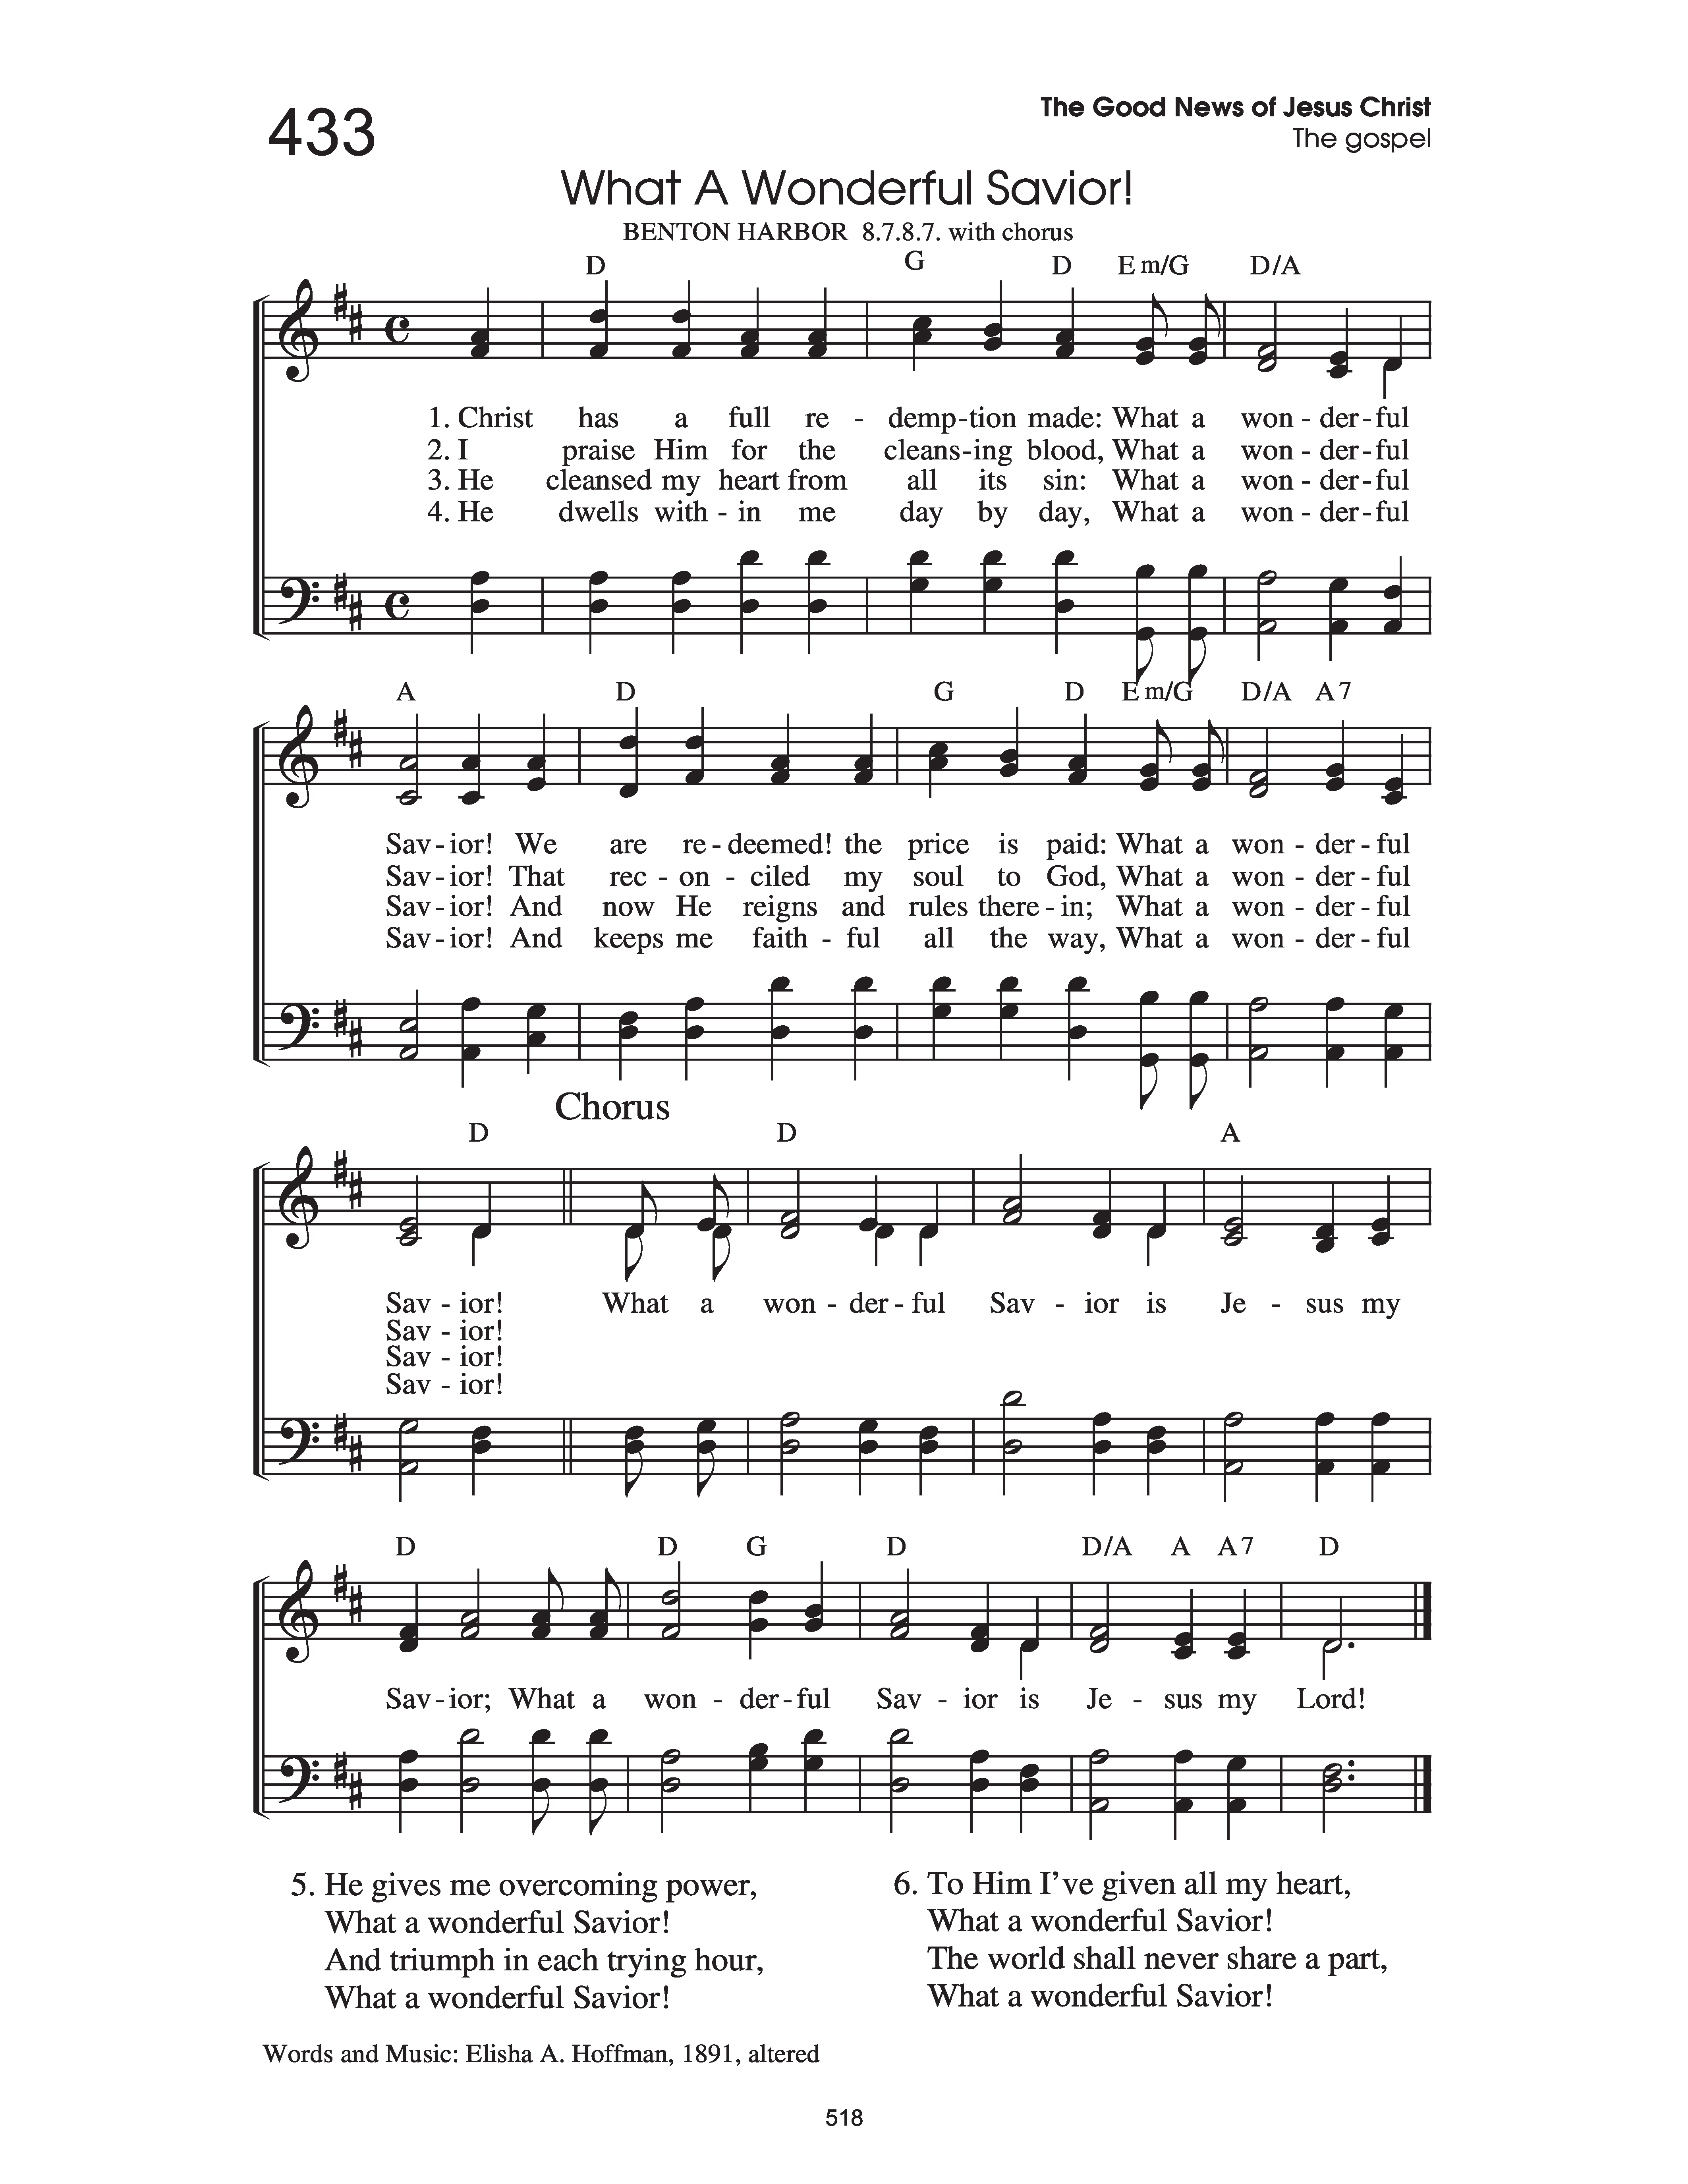 433
The Good News of Jesus Christ
The gospel
What A Wonderful Savior!
BENTON HARBOR 8.7.8.7. with chorus
D G D Em/G D/A
1. Christ has a full re - demp-tion made: What a won - der-ful
2. I praise Him for the cleans-ing blood, What a won - der-ful
3. He cleansed my heart from all its sin: What a won - der-ful
4. He dwells with - in me day by day, What a won - der-ful
A D G D Em/G D/A A7
Sav-ior! We are re-deemed! the price is paid: What a won - der-ful
Sav-ior! That rec - on - ciled my soul to God, What a won - der-ful
Sav-ior! And now He reigns and rules there-in; What a won - der-ful
Sav-ior! And keeps me faith - ful all the way, What a won - der-ful
Chorus
D D A
Sav - ior! What a won - der-ful Sav - ior is Je - sus my
Sav - ior!
Sav - ior!
Sav - ior!
D D G D D/A A A7 D
Sav-ior; What a won - der-ful Sav - ior is Je - sus my Lord!
5. He gives me overcoming power,
What a wonderful Savior!
And triumph in each trying hour,
What a wonderful Savior!
6. To Him I've given all my heart,
What a wonderful Savior!
The world shall never share a part,
What a wonderful Savior!
Words and Music: Elisha A. Hoffman, 1891, altered
518